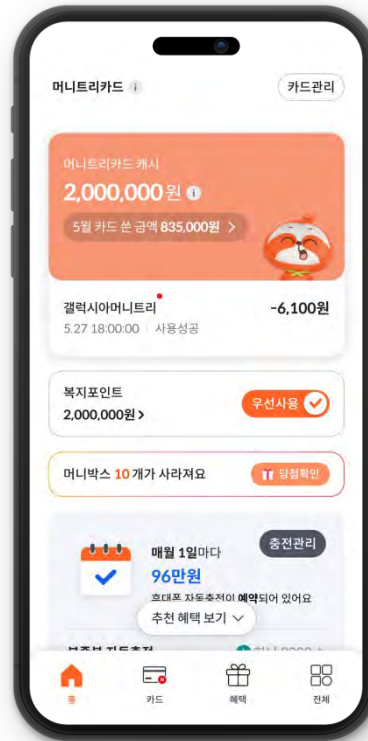 머니트리카드
카드관리
머니트리카드 캐시
2,000,000원
5월 카드 쓴 금액 835,000원 >
갤럭시아머니트리
-6,100원
5.27 18:00:00 | 사용성공
복지포인트
우선사용
2,000,000원 >
머니박스 10개가 사라져요
당첨확인
매월 1일마다
충전관리
96만원
휴대폰 자동충전이 예약되어 있어요
추천 혜택 보기
홈
카드
혜택
전체